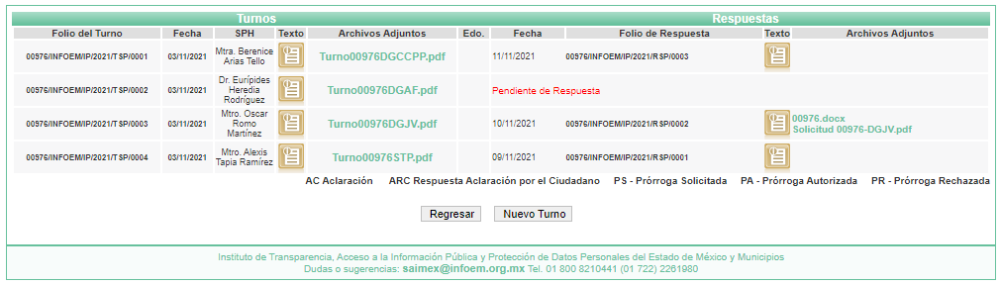 Turnos Respuestas
Folio del Turno Fecha SPH Texto Archivos Adjuntos Edo. Fecha Folio de Respuesta Texto Archivos Adjuntos
00976/INFOEM/IP/2021/TSP/0001 03/11/2021 Mtra. Berenice Arias Tello Turno00976DGCCPP.pdf 11/11/2021 00976/INFOEM/IP/2021/RSP/0003
00976/INFOEM/IP/2021/TSP/0002 03/11/2021 Dr. Eurípides Heredia Rodríguez Turno00976DGAF.pdf Pendiente de Respuesta
00976/INFOEM/IP/2021/TSP/0003 03/11/2021 Mtro. Oscar Romo Martínez Turno00976DGJV.pdf 10/11/2021 00976/INFOEM/IP/2021/RSP/0002 00976.docx
Solicitud 00976-DGJV.pdf
00976/INFOEM/IP/2021/TSP/0004 03/11/2021 Mtro. Alexis Tapia Ramírez Turno00976STP.pdf 09/11/2021 00976/INFOEM/IP/2021/RSP/0001
AC Aclaración ARC Respuesta Aclaración por el Ciudadano PS - Prórroga Solicitada PA - Prórroga Autorizada PR - Prórroga Rechazada
Regresar Nuevo Turno
Instituto de Transparencia, Acceso a la Información Pública y Protección de Datos Personales del Estado de México y Municipios
Dudas o sugerencias: saimex@infoem.org.mx Tel. 01 800 8210441 (01 722) 2261980